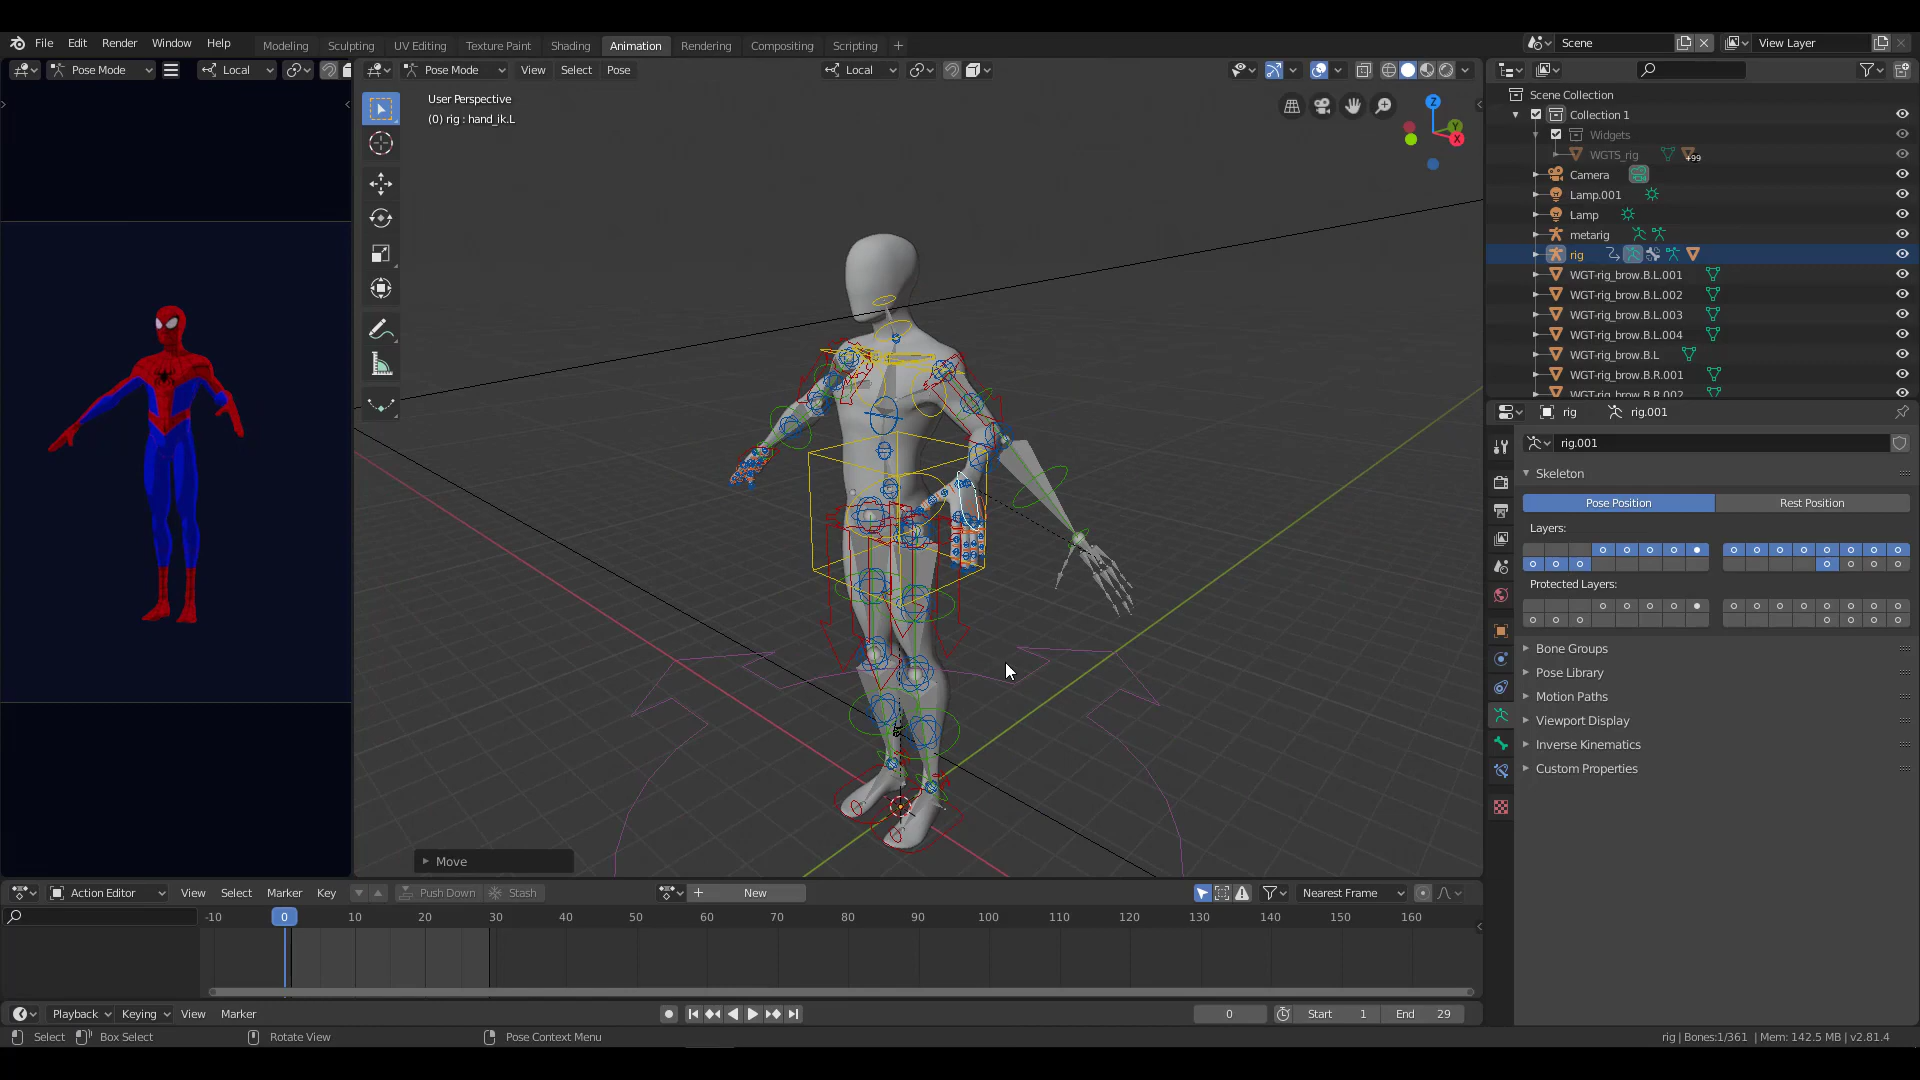 File Edit Render Window Help
Modeling Sculpting UV Editing Texture Paint Shading Animation Rendering Compositing Scripting +
Scene
View Layer
Pose Mode
Local
Pose Mode View Select Pose
Local
User Perspective
(0) rig : hand_ik.L
Z
Y
X
Move
Scene Collection
Collection 1
Widgets
WGTS_rig
+99
Camera
Lamp.001
Lamp
metarig
rig
WGT-rig_brow.B.L.001
WGT-rig_brow.B.L.002
WGT-rig_brow.B.L.003
WGT-rig_brow.B.L.004
WGT-rig_brow.B.L
WGT-rig_brow.B.R.001
WGT-rig_brow.B.R.002
rig
rig.001
rig.001
Skeleton
Pose Position
Rest Position
Layers:
Protected Layers:
Bone Groups
Pose Library
Motion Paths
Viewport Display
Inverse Kinematics
Custom Properties
Action Editor View Select Marker Key
Push Down
Stash
+ New
Nearest Frame
-10 0 10 20 30 40 50 60 70 80 90 100 110 120 130 140 150 160
Playback Keying View Marker
0
Start 1
End 29
Select
Box Select
Rotate View
Pose Context Menu
rig | Bones:1/361 | Mem: 142.5 MB | v2.81.4